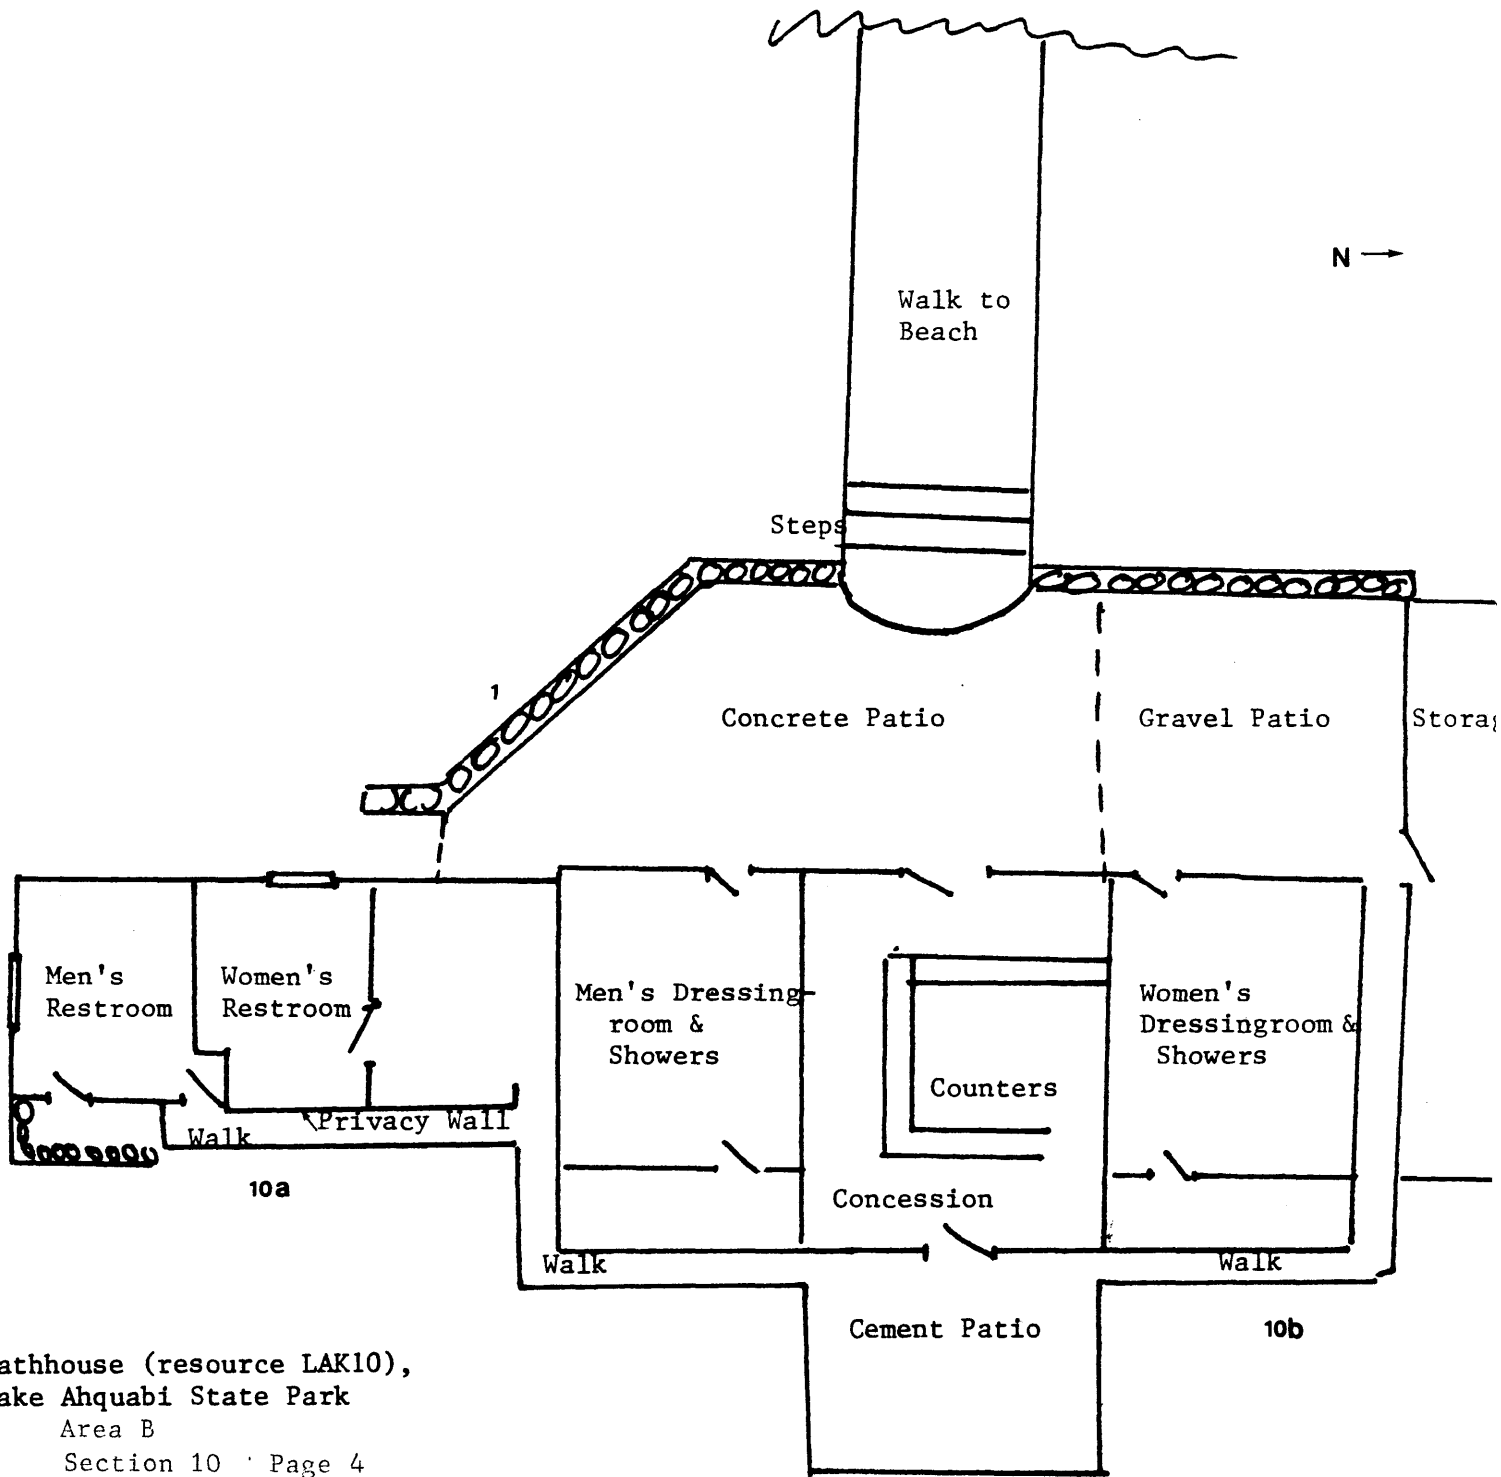 N
Walk to
Beach
Steps
1
Concrete Patio
Gravel Patio
Storag
Men's
Restroom
Women's
Restroom
Men's Dressing-
room &
Showers
Women's
Dressingroom &
Showers
Counters
Privacy Wall
Walk
10a
Concession
Walk
Walk
Cement Patio
10b
athhouse (resource LAK10),
ake Ahquabi State Park
Area B
Section 10 Page 4